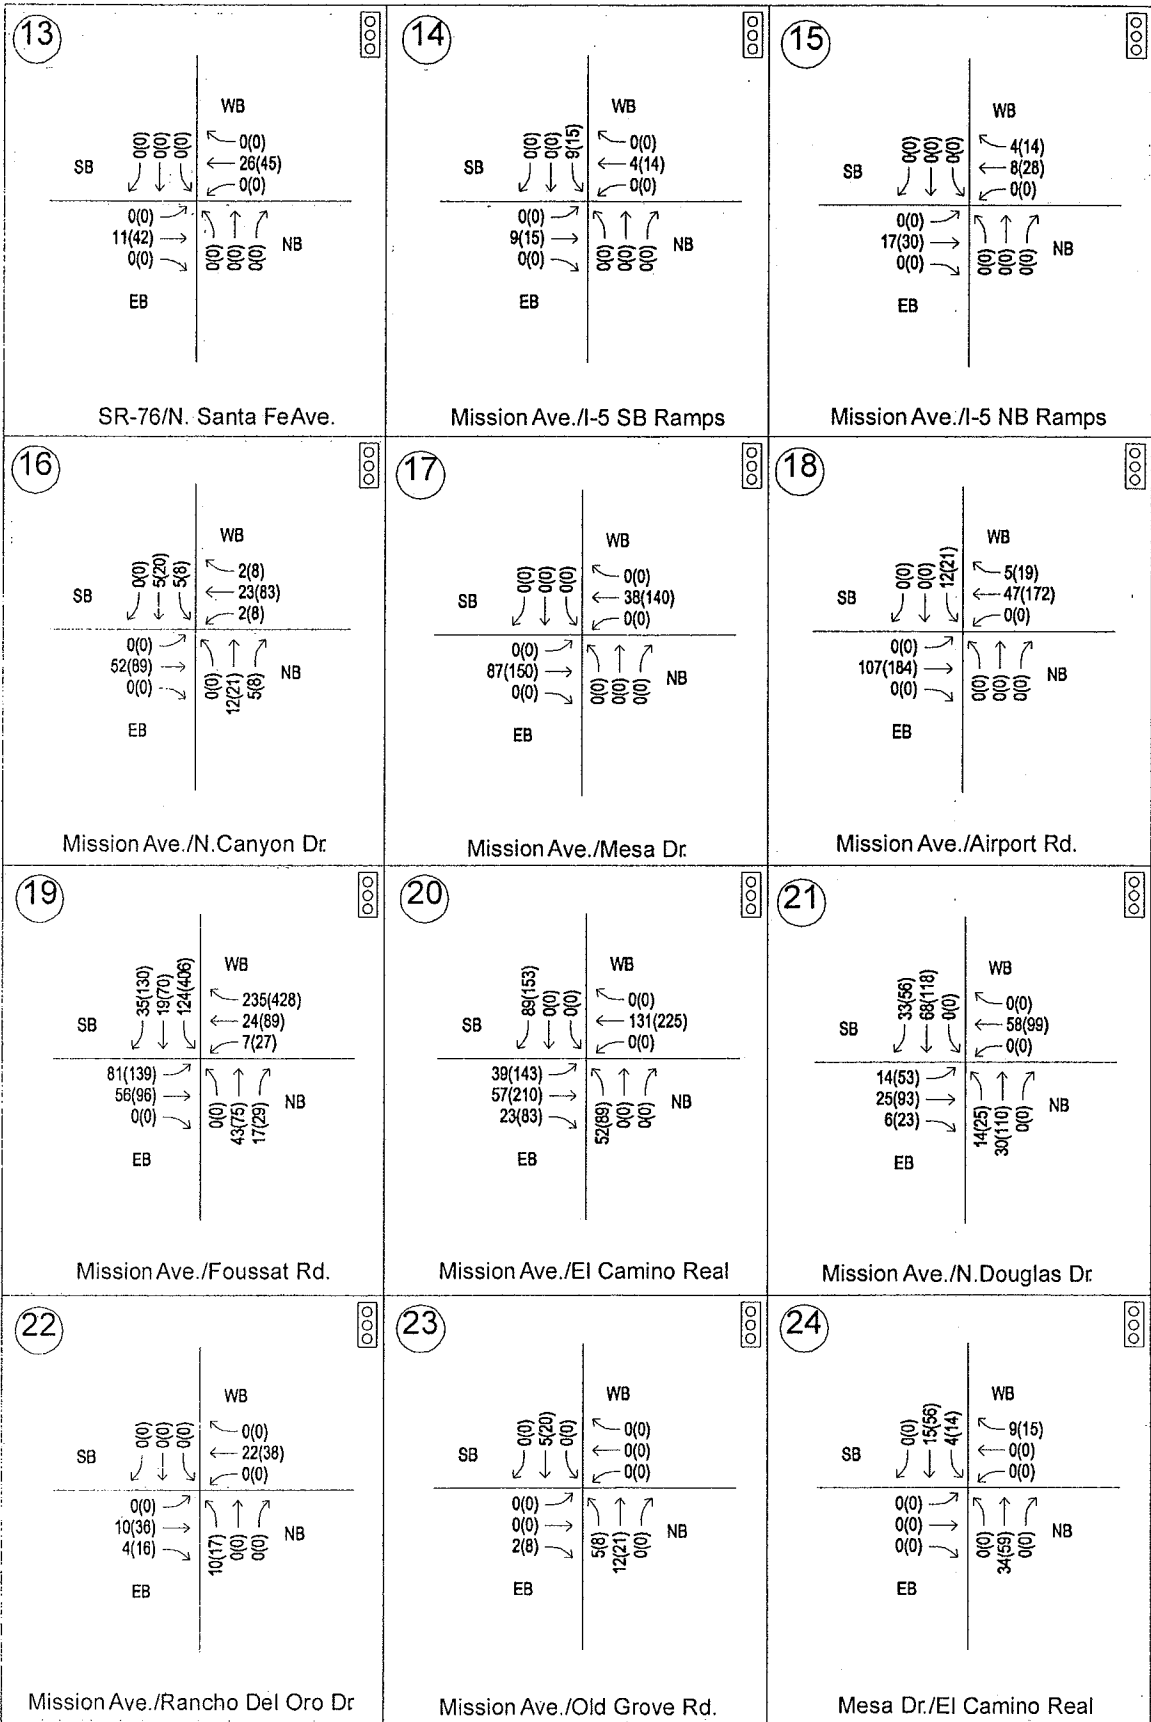 13
WB
0(0) 0(0) 0(0)
0(0)
26(45)
0(0)
SB
0(0)
11(42)
0(0)
0(0) 0(0) 0(0)
NB
EB
SR-76/N. Santa Fe Ave.
14
WB
0(0) 0(0) 9(15)
0(0)
4(14)
0(0)
SB
0(0)
9(15)
0(0)
0(0) 0(0) 0(0)
NB
EB
Mission Ave./I-5 SB Ramps
15
WB
0(0) 0(0) 0(0)
4(14)
8(28)
0(0)
SB
0(0)
17(30)
0(0)
0(0) 0(0) 0(0)
NB
EB
Mission Ave./I-5 NB Ramps
16
WB
0(0) 5(20) 5(8)
2(8)
23(83)
2(8)
SB
0(0)
52(89)
0(0)
0(0) 12(21) 5(8)
NB
EB
Mission Ave./N.Canyon Dr.
17
WB
0(0) 0(0) 0(0)
0(0)
38(140)
0(0)
SB
0(0)
87(150)
0(0)
0(0) 0(0) 0(0)
NB
EB
Mission Ave./Mesa Dr.
18
WB
0(0) 0(0) 12(21)
5(19)
47(172)
0(0)
SB
0(0)
107(184)
0(0)
0(0) 0(0) 0(0)
NB
EB
Mission Ave./Airport Rd.
19
WB
35(130) 19(70) 124(406)
235(428)
24(89)
7(27)
SB
81(139)
56(96)
0(0)
0(0) 43(75) 17(29)
NB
EB
Mission Ave./Foussat Rd.
20
WB
89(153) 0(0) 0(0)
0(0)
131(225)
0(0)
SB
39(143)
57(210)
23(83)
52(89) 0(0) 0(0)
NB
EB
Mission Ave./El Camino Real
21
WB
33(56) 68(118) 0(0)
0(0)
58(99)
0(0)
SB
14(53)
25(93)
6(23)
14(25) 30(110) 0(0)
NB
EB
Mission Ave./N.Douglas Dr.
22
WB
0(0) 0(0) 0(0)
0(0)
22(38)
0(0)
SB
0(0)
10(36)
4(16)
10(17) 0(0) 0(0)
NB
EB
Mission Ave./Rancho Del Oro Dr
23
WB
0(0) 5(20) 0(0)
0(0)
0(0)
0(0)
SB
0(0)
0(0)
2(8)
5(8) 12(21) 0(0)
NB
EB
Mission Ave./Old Grove Rd.
24
WB
0(0) 15(56) 4(14)
9(15)
0(0)
0(0)
SB
0(0)
0(0)
0(0)
0(0) 34(59) 0(0)
NB
EB
Mesa Dr./El Camino Real